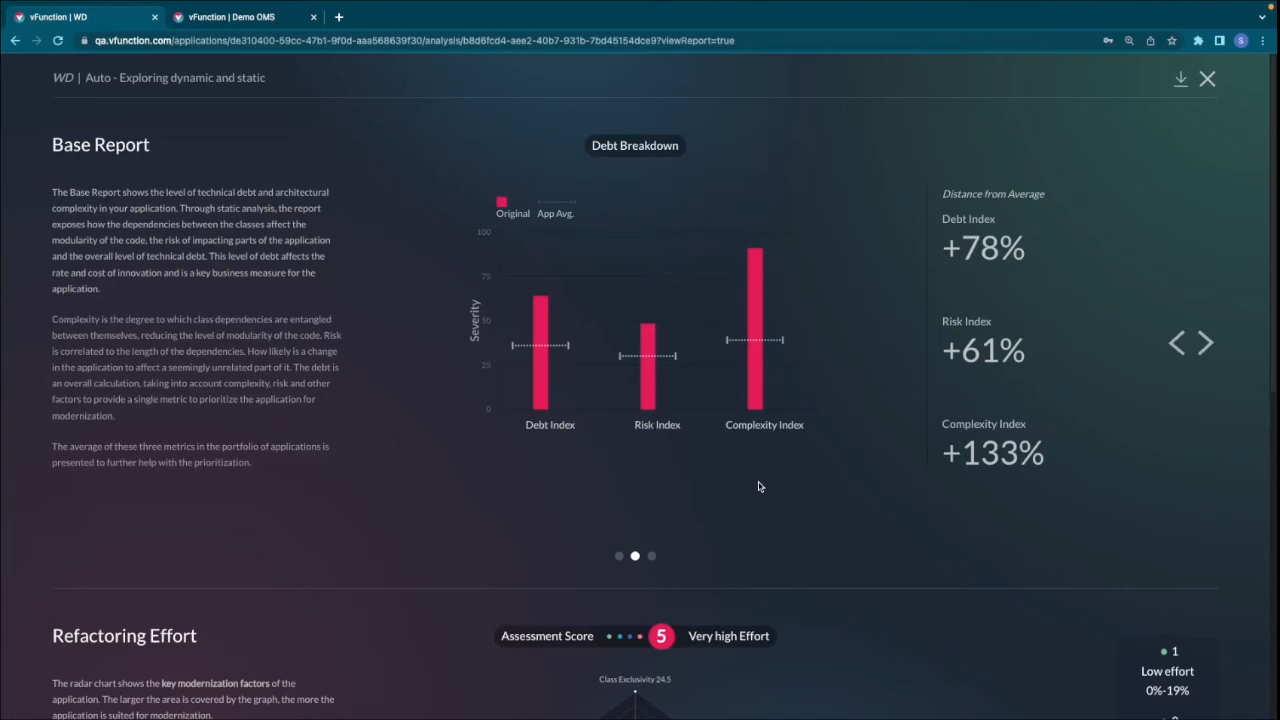 vFunction | WD
vFunction | Demo OMS
qa.vfunction.com/applications/de310400-59cc-47b1-9f0d-aaa568639f30/analysis/b8d6fcd4-aee2-40b7-931b-7bd45154dce9?viewReport=true
S
WD | Auto - Exploring dynamic and static
Base Report
The Base Report shows the level of technical debt and architectural
complexity in your application. Through static analysis, the report
exposes how the dependencies between the classes affect the
modularity of the code, the risk of impacting parts of the application
and the overall level of technical debt. This level of debt affects the
rate and cost of innovation and is a key business measure for the
application.
Complexity is the degree to which class dependencies are entangled
between themselves, reducing the level of modularity of the code. Risk
is correlated to the length of the dependencies. How likely is a change
in the application to affect a seemingly unrelated part of it. The debt is
an overall calculation, taking into account complexity, risk and other
factors to provide a single metric to prioritize the application for
modernization.
The average of these three metrics in the portfolio of applications is
presented to further help with the prioritization.
Debt Breakdown
Original
App Avg.
Severity
100
75
50
25
0
Debt Index
Risk Index
Complexity Index
Distance from Average
Debt Index
+78%
Risk Index
+61%
Complexity Index
+133%
Refactoring Effort
The radar chart shows the key modernization factors of the
application. The larger the area is covered by the graph, the more the
application is suited for modernization.
Assessment Score 5 Very high Effort
Class Exclusivity 24.5
1
Low effort
0%-19%